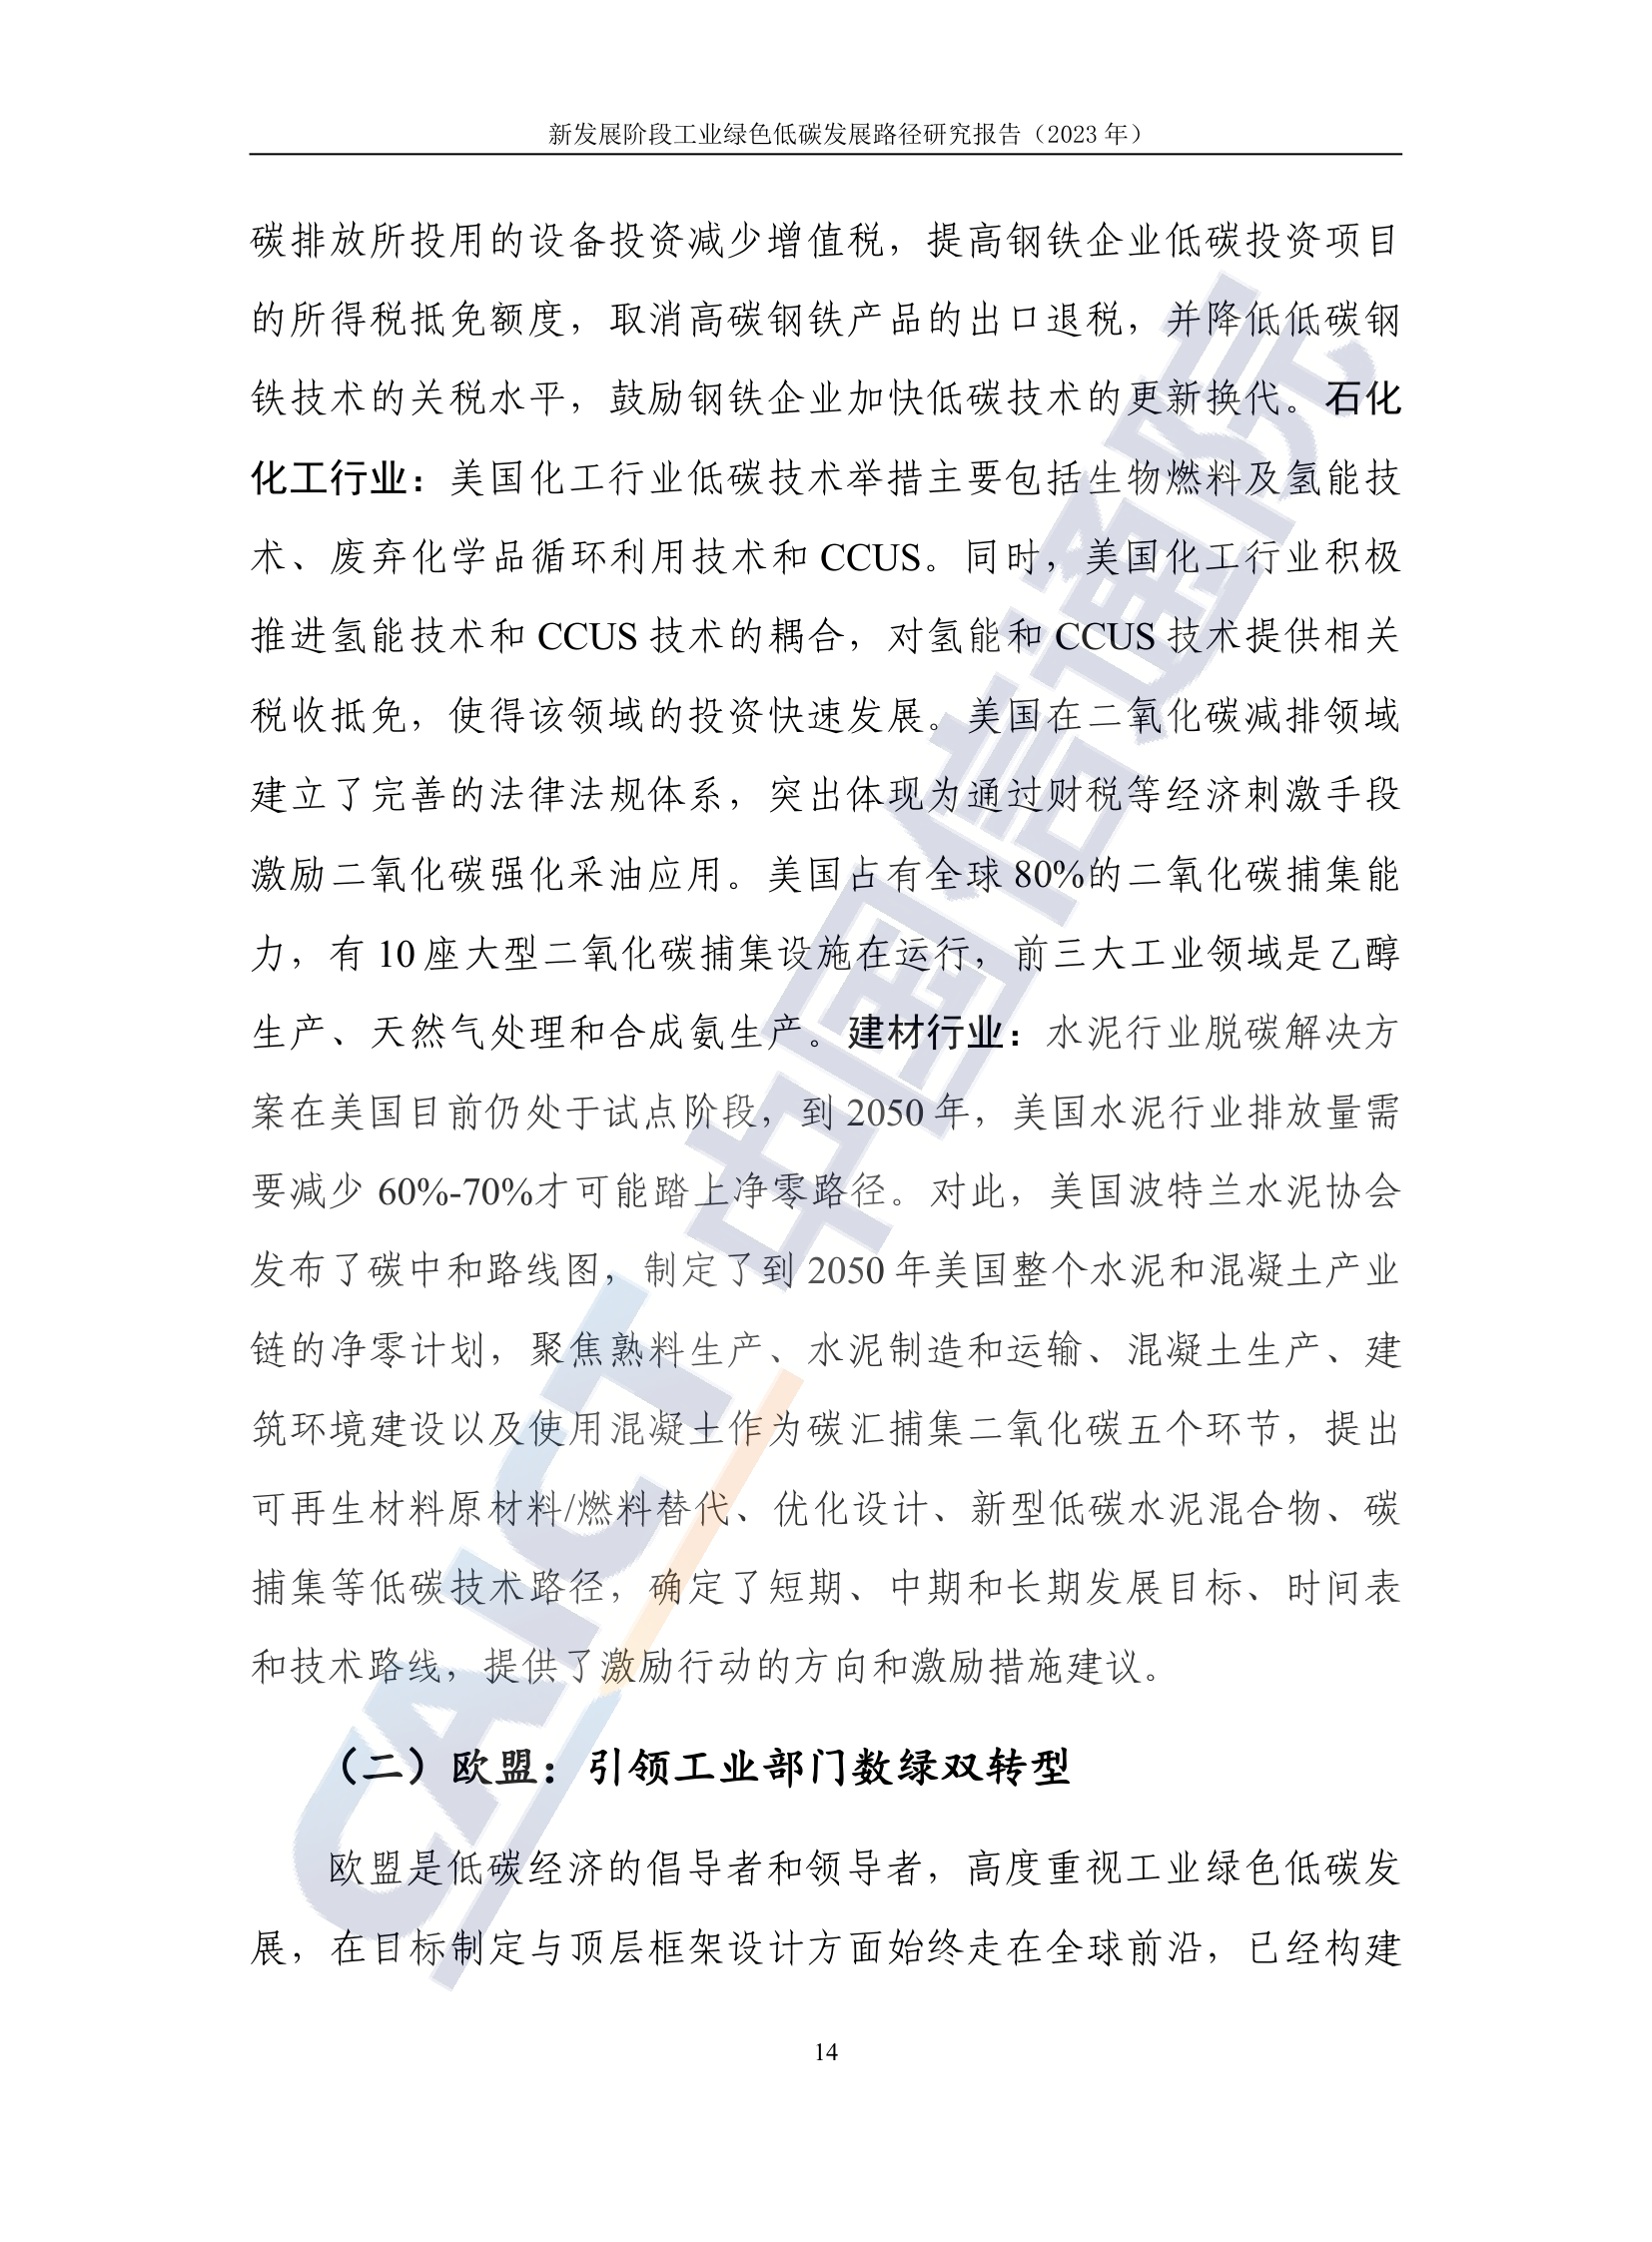 新发展阶段工业绿色低碳发展路径研究报告（2023 年）
碳排放所投用的设备投资减少增值税，提高钢铁企业低碳投资项目
的所得税抵免额度，取消高碳钢铁产品的出口退税，并降低低碳钢
铁技术的关税水平，鼓励钢铁企业加快低碳技术的更新换代。石化
化工行业：美国化工行业低碳技术举措主要包括生物燃料及氢能技
术、废弃化学品循环利用技术和 CCUS。同时，美国化工行业积极
推进氢能技术和 CCUS 技术的耦合，对氢能和 CCUS 技术提供相关
税收抵免，使得该领域的投资快速发展。美国在二氧化碳减排领域
建立了完善的法律法规体系，突出体现为通过财税等经济刺激手段
激励二氧化碳强化采油应用。美国占有全球 80%的二氧化碳捕集能
力，有 10 座大型二氧化碳捕集设施在运行，前三大工业领域是乙醇
生产、天然气处理和合成氨生产。建材行业：水泥行业脱碳解决方
案在美国目前仍处于试点阶段，到 2050 年，美国水泥行业排放量需
要减少 60%-70%才可能踏上净零路径。对此，美国波特兰水泥协会
发布了碳中和路线图，制定了到 2050 年美国整个水泥和混凝土产业
链的净零计划，聚焦熟料生产、水泥制造和运输、混凝土生产、建
筑环境建设以及使用混凝土作为碳汇捕集二氧化碳五个环节，提出
可再生材料原材料/燃料替代、优化设计、新型低碳水泥混合物、碳
捕集等低碳技术路径，确定了短期、中期和长期发展目标、时间表
和技术路线，提供了激励行动的方向和激励措施建议。
（二）欧盟：引领工业部门数绿双转型
欧盟是低碳经济的倡导者和领导者，高度重视工业绿色低碳发
展，在目标制定与顶层框架设计方面始终走在全球前沿，已经构建
14
CAICT 中国信通院